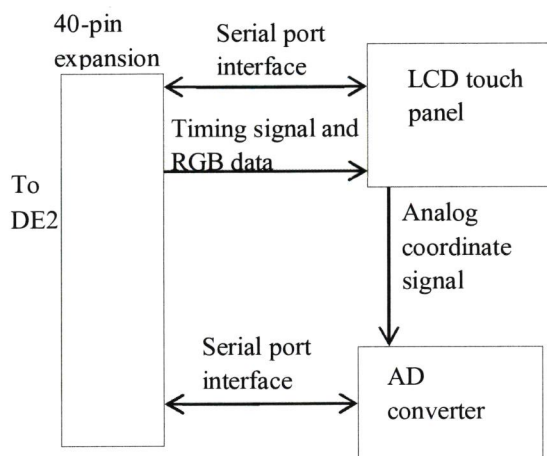 40-pin
expansion
Serial port
interface
LCD touch
panel
Timing signal and
RGB data
To
DE2
Analog
coordinate
signal
Serial port
interface
AD
converter